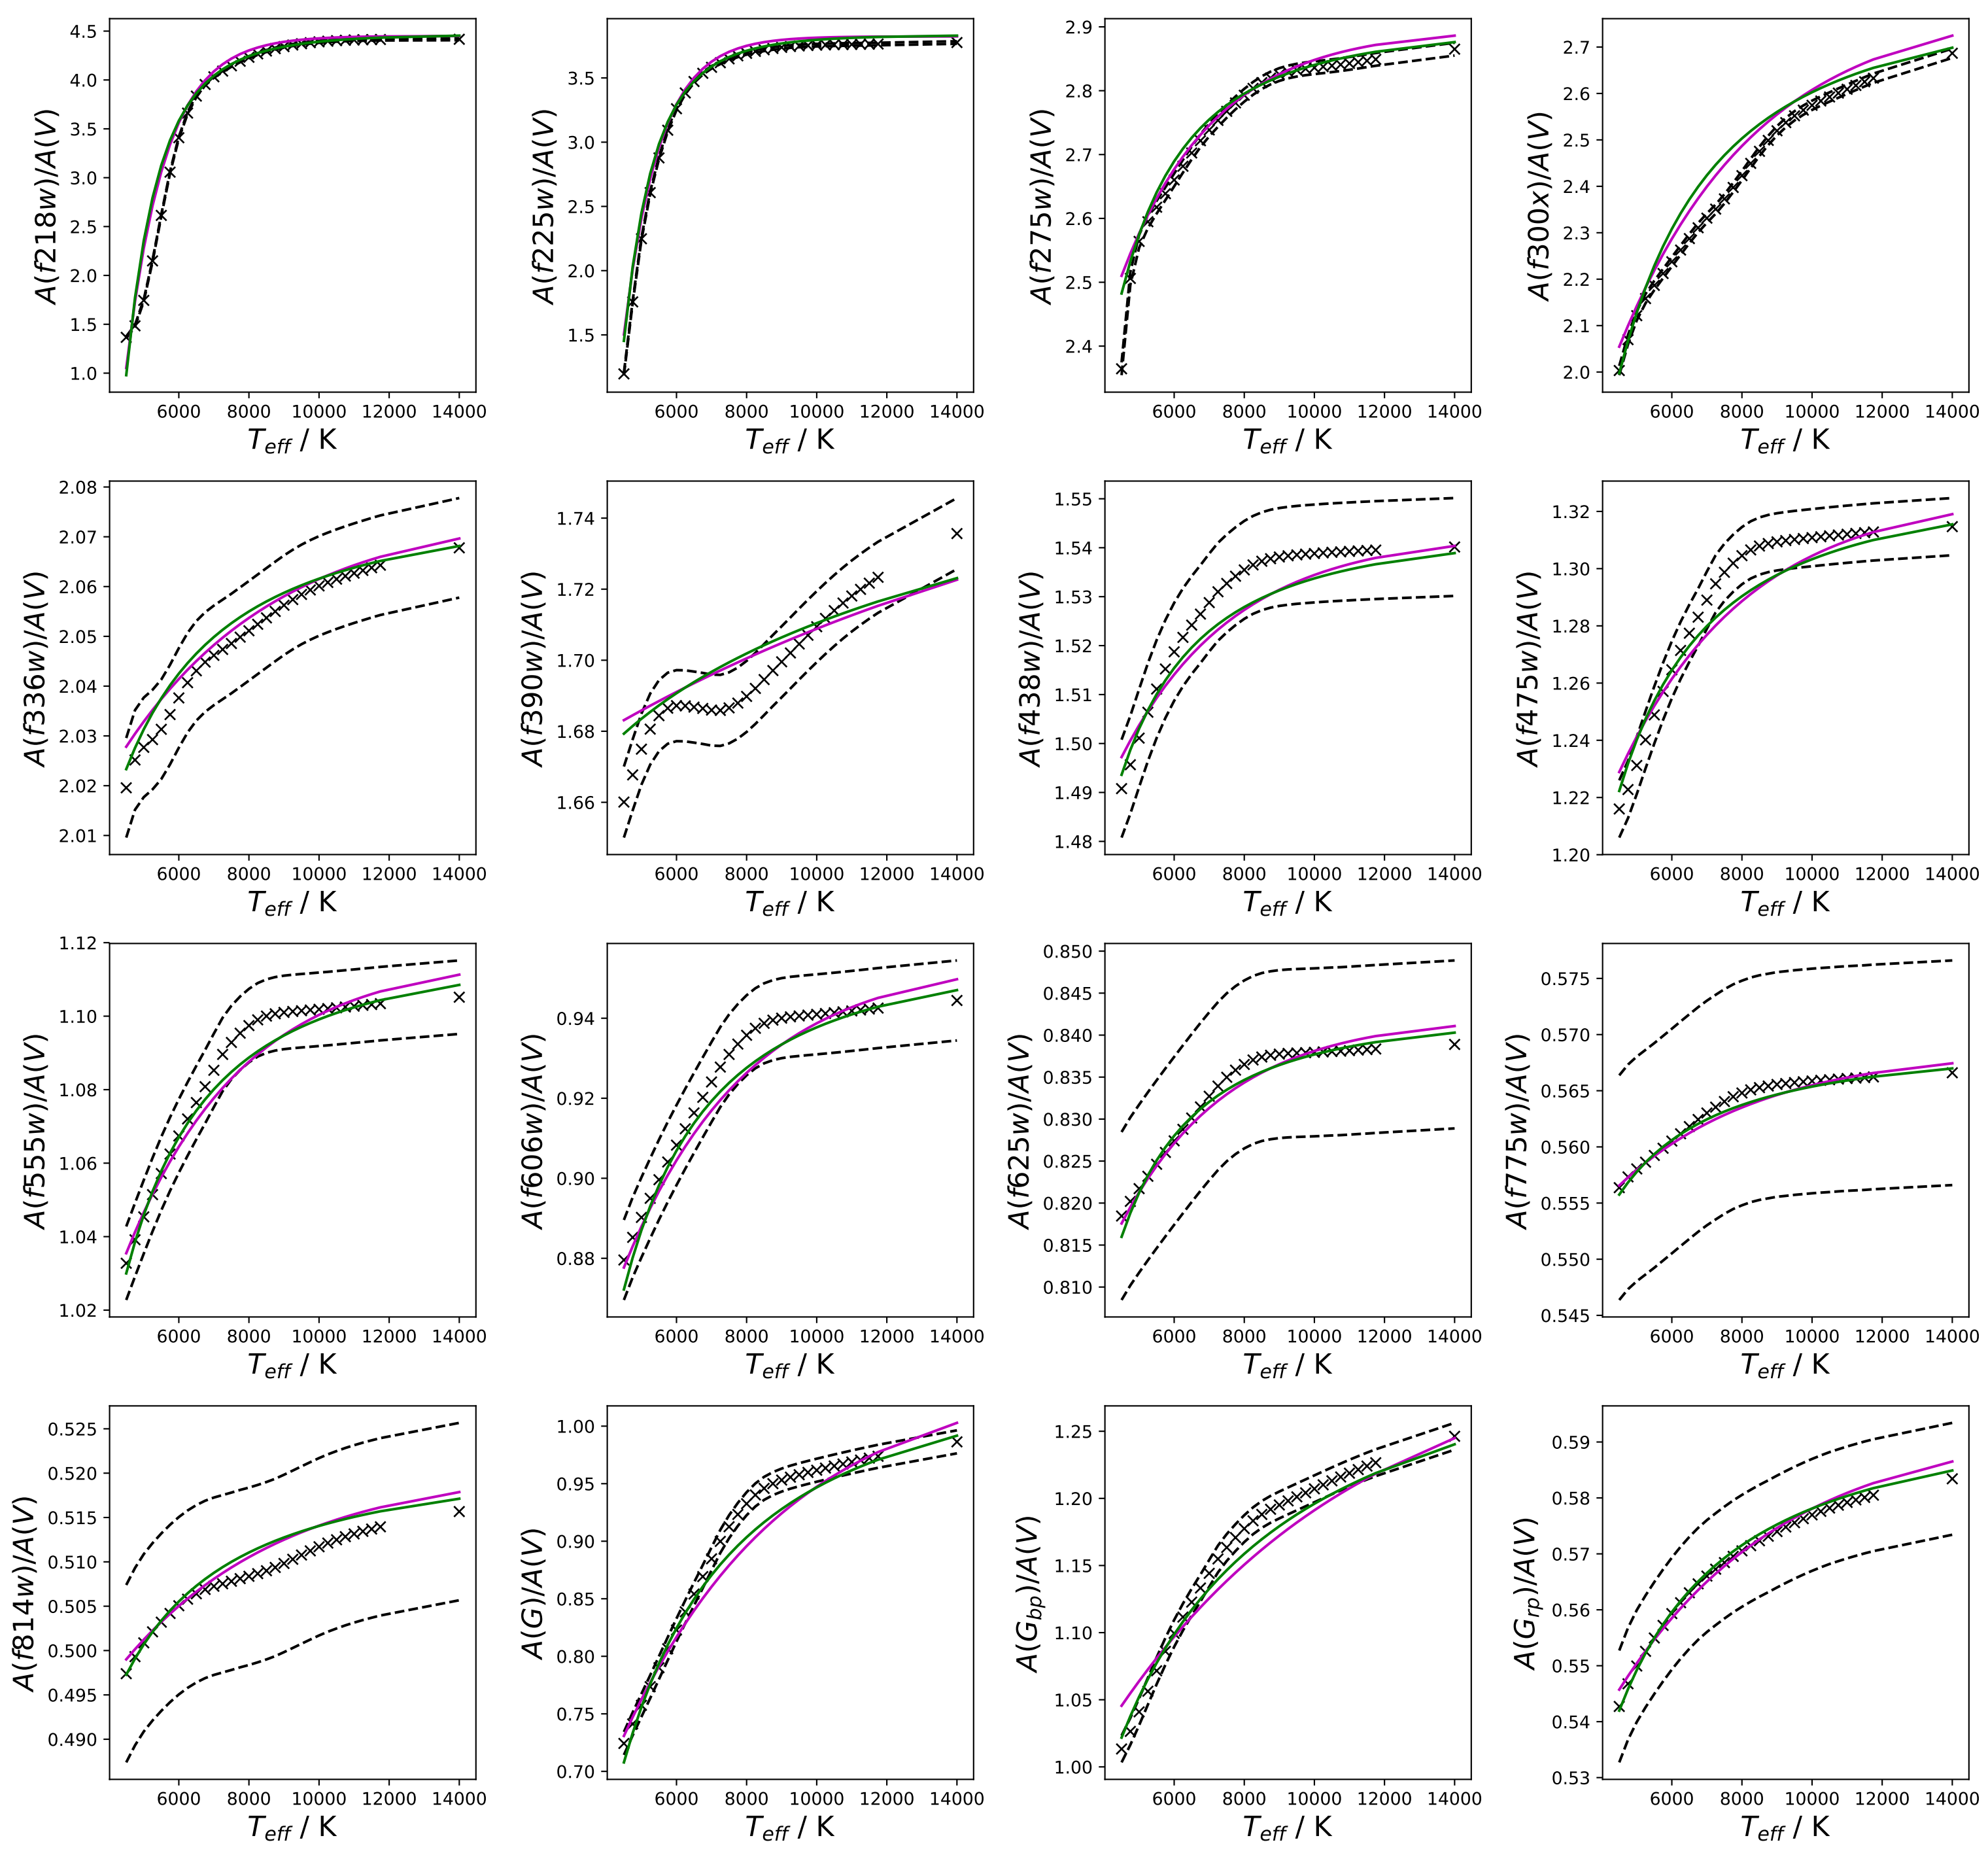 A(f218w)/A(V)
4.5
4.0
3.5
3.0
2.5
2.0
1.5
1.0
6000 8000 10000 12000 14000
T_eff / K
A(f225w)/A(V)
3.5
3.0
2.5
2.0
1.5
6000 8000 10000 12000 14000
T_eff / K
A(f275w)/A(V)
2.9
2.8
2.7
2.6
2.5
2.4
6000 8000 10000 12000 14000
T_eff / K
A(f300x)/A(V)
2.7
2.6
2.5
2.4
2.3
2.2
2.1
2.0
6000 8000 10000 12000 14000
T_eff / K
A(f336w)/A(V)
2.08
2.07
2.06
2.05
2.04
2.03
2.02
2.01
6000 8000 10000 12000 14000
T_eff / K
A(f390w)/A(V)
1.74
1.72
1.70
1.68
1.66
6000 8000 10000 12000 14000
T_eff / K
A(f438w)/A(V)
1.55
1.54
1.53
1.52
1.51
1.50
1.49
1.48
6000 8000 10000 12000 14000
T_eff / K
A(f475w)/A(V)
1.32
1.30
1.28
1.26
1.24
1.22
1.20
6000 8000 10000 12000 14000
T_eff / K
A(f555w)/A(V)
1.12
1.10
1.08
1.06
1.04
1.02
6000 8000 10000 12000 14000
T_eff / K
A(f606w)/A(V)
0.94
0.92
0.90
0.88
6000 8000 10000 12000 14000
T_eff / K
A(f625w)/A(V)
0.850
0.845
0.840
0.835
0.830
0.825
0.820
0.815
0.810
6000 8000 10000 12000 14000
T_eff / K
A(f775w)/A(V)
0.575
0.570
0.565
0.560
0.555
0.550
0.545
6000 8000 10000 12000 14000
T_eff / K
A(f814w)/A(V)
0.525
0.520
0.515
0.510
0.505
0.500
0.495
0.490
6000 8000 10000 12000 14000
T_eff / K
A(G)/A(V)
1.00
0.95
0.90
0.85
0.80
0.75
0.70
6000 8000 10000 12000 14000
T_eff / K
A(G_bp)/A(V)
1.25
1.20
1.15
1.10
1.05
1.00
6000 8000 10000 12000 14000
T_eff / K
A(G_rp)/A(V)
0.59
0.58
0.57
0.56
0.55
0.54
0.53
6000 8000 10000 12000 14000
T_eff / K